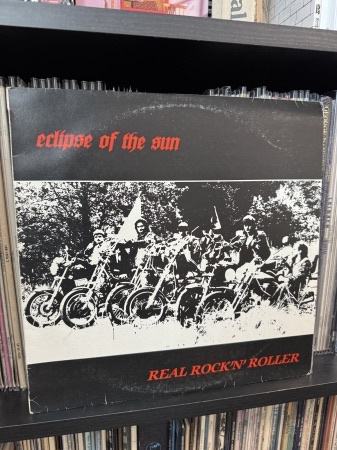 eclipse of the sun
REAL ROCK'N' ROLLER